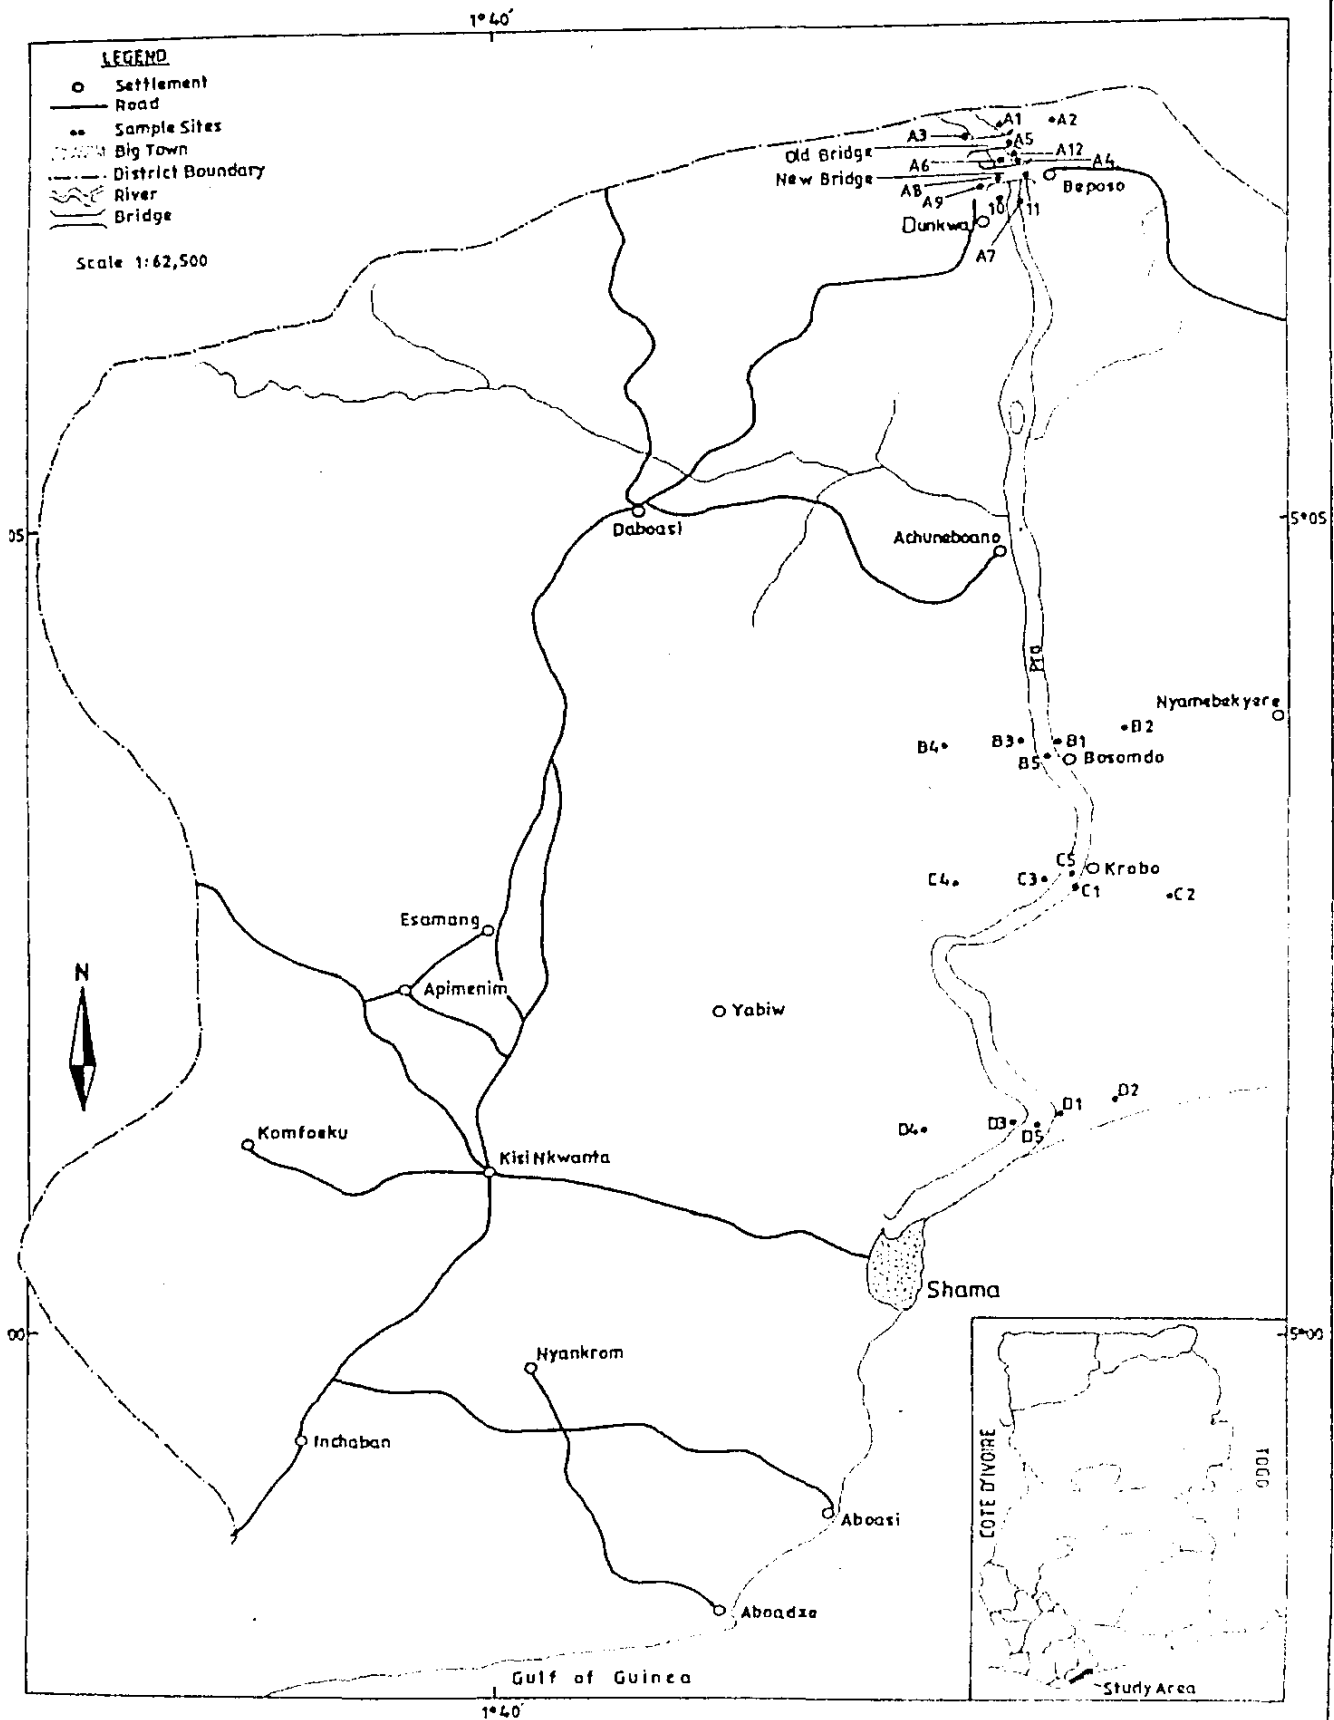 1°40'
LEGEND
Settlement
Road
Sample Sites
Big Town
District Boundary
River
Bridge
Scale 1:62,500
A1
A2
A3
A5
Old Bridge
A12
A6
A4
New Bridge
A8
Beposo
A9
10
11
Dunkwa
A7
05
5°05
Daboasi
Achuneboano
Pra
Nyamebekyere
B2
B4
B3
B1
B5
Bosomdo
C5
Krobo
C4
C3
C1
C2
Esamang
N
Apimenim
Yabiw
D2
D1
D4
D3
D5
Komfoeku
Kisi Nkwanta
Shama
00
5°00
Nyankrom
COTE D'IVOIRE
TOGO
Inchaban
Aboasi
Aboadze
Gulf of Guinea
Study Area
1°40'